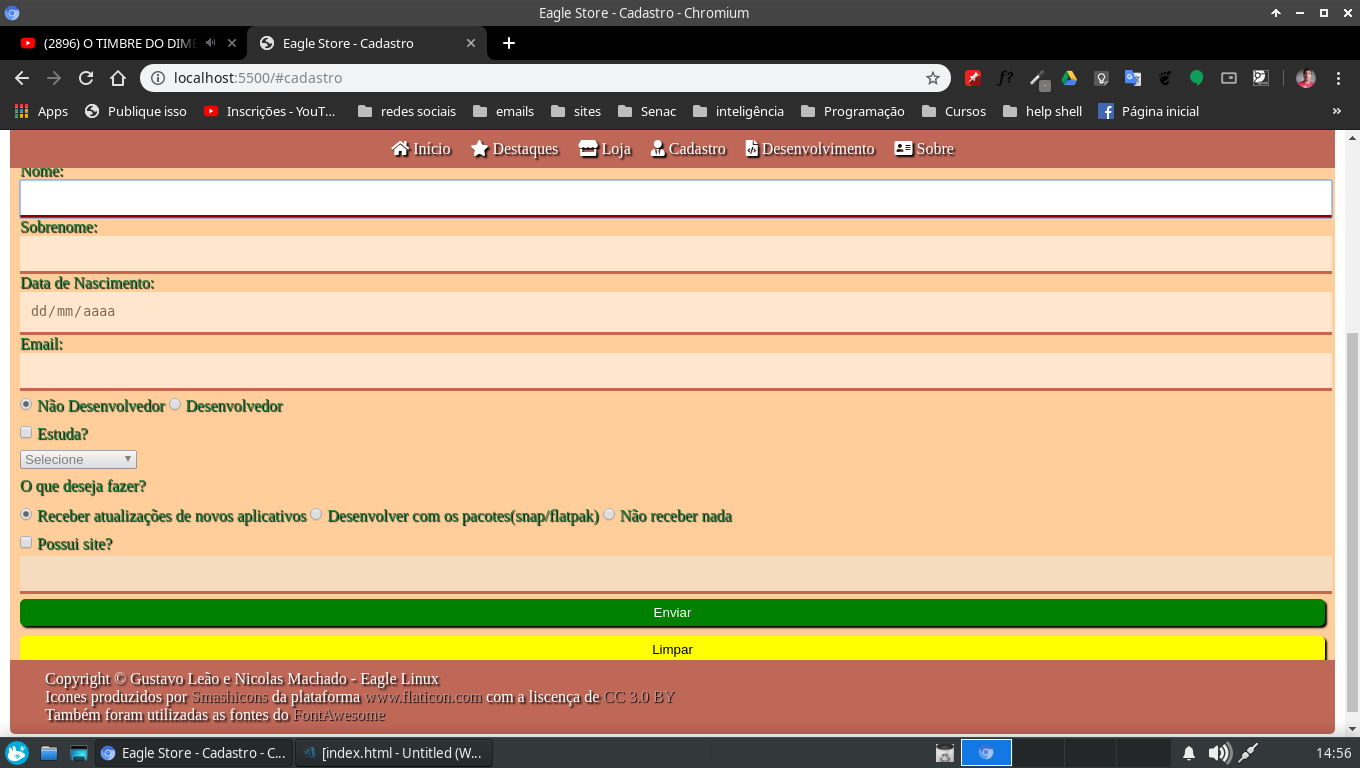 Eagle Store - Cadastro - Chromium
(2896) O TIMBRE DO DIME
Eagle Store - Cadastro
localhost:5500/#cadastro
f?
Apps Publique isso Inscrições - YouT... redes sociais emails sites Senac inteligência Programação Cursos help shell Página inicial »
Início Destaques Loja Cadastro Desenvolvimento Sobre
Nome:
Sobrenome:
Data de Nascimento:
dd/mm/aaaa
Email:
Não Desenvolvedor Desenvolvedor
Estuda?
Selecione
O que deseja fazer?
Receber atualizações de novos aplicativos Desenvolver com os pacotes(snap/flatpak) Não receber nada
Possui site?
Enviar
Limpar
Copyright © Gustavo Leão e Nicolas Machado - Eagle Linux
Icones produzidos por Smashicons da plataforma www.flaticon.com com a liscença de CC 3.0 BY
Também foram utilizadas as fontes do FontAwesome
Eagle Store - Cadastro - C... [index.html - Untitled (W... 14:56